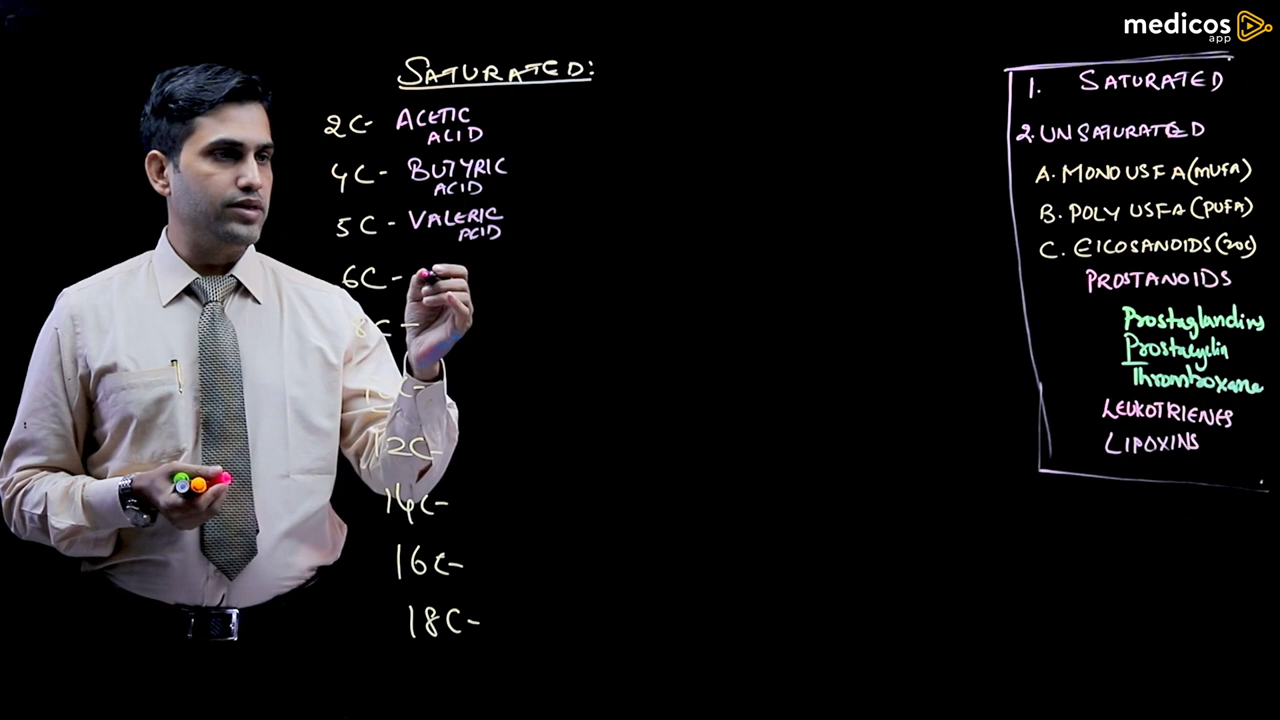 medicos
app
SATURATED:
2C- ACETIC
ACID
4C- BUTYRIC
ACID
5C- VALERIC
ACID
6C-
8C-
12C-
14C-
16C-
18C-
1. SATURATED
2. UNSATURATED
A. MONO USFA (MUFA)
B. POLY USFA (PUFA)
C. EICOSANOIDS (20C)
PROSTANOIDS
Prostaglandins
Prostacyclin
Thromboxane
LEUKOTRIENES
LIPOXINS